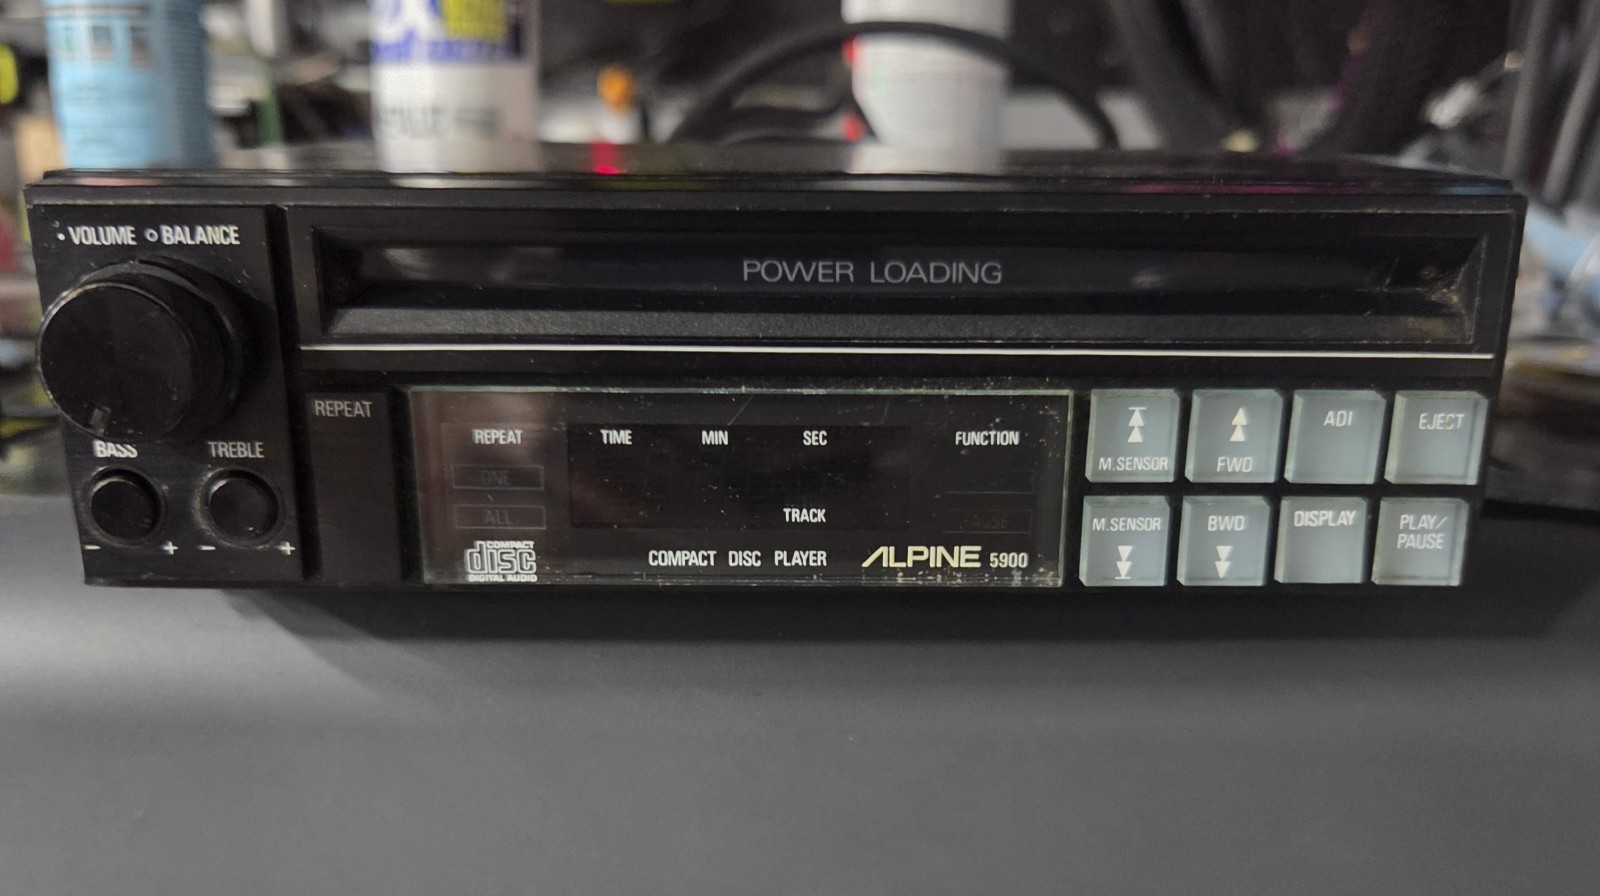 VOLUME BALANCE
POWER LOADING
REPEAT
REPEAT TIME MIN SEC FUNCTION
ONE
ALL
TRACK
PAUSE
COMPACT
disc
DIGITAL AUDIO
COMPACT DISC PLAYER ALPINE 5900
BASS TREBLE
- + - +
M.SENSOR
FWD
ADI
EJECT
M.SENSOR
BWD
DISPLAY
PLAY/
PAUSE